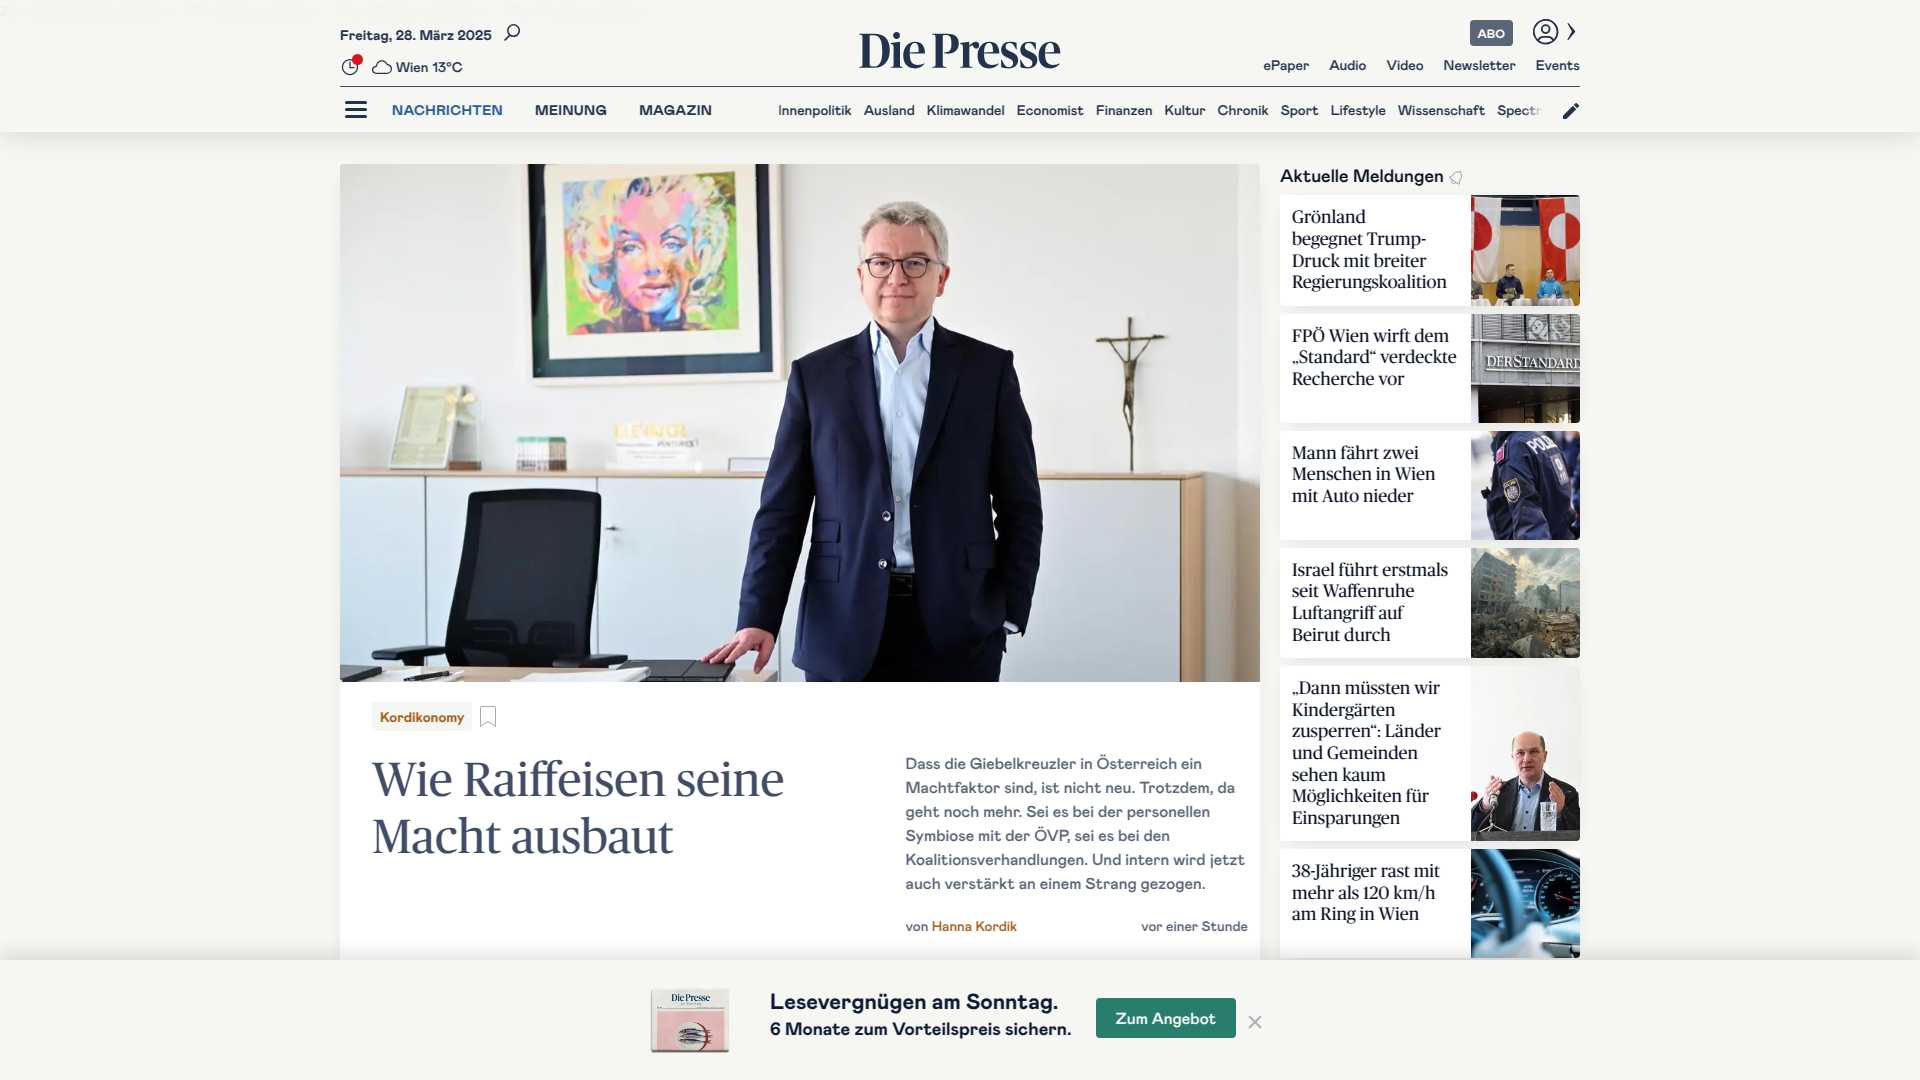 Freitag, 28. März 2025
Wien 13°C
Die Presse
ABO
ePaper Audio Video Newsletter Events
NACHRICHTEN MEINUNG MAGAZIN
Innenpolitik Ausland Klimawandel Economist Finanzen Kultur Chronik Sport Lifestyle Wissenschaft
Kordikonomy
Wie Raiffeisen seine
Macht ausbaut
Dass die Giebelkreuzler in Österreich ein
Machtfaktor sind, ist nicht neu. Trotzdem, da
geht noch mehr. Sei es bei der personellen
Symbiose mit der ÖVP, sei es bei den
Koalitionsverhandlungen. Und intern wird jetzt
auch verstärkt an einem Strang gezogen.
von Hanna Kordik
vor einer Stunde
Aktuelle Meldungen
Grönland
begegnet Trump-
Druck mit breiter
Regierungskoalition
FPÖ Wien wirft dem
„Standard“ verdeckte
Recherche vor
DERSTANDARD
Mann fährt zwei
Menschen in Wien
mit Auto nieder
Israel führt erstmals
seit Waffenruhe
Luftangriff auf
Beirut durch
„Dann müssten wir
Kindergärten
zusperren“: Länder
und Gemeinden
sehen kaum
Möglichkeiten für
Einsparungen
38-Jähriger rast mit
mehr als 120 km/h
am Ring in Wien
Die Presse
Lesevergnügen am Sonntag.
6 Monate zum Vorteilspreis sichern.
Zum Angebot